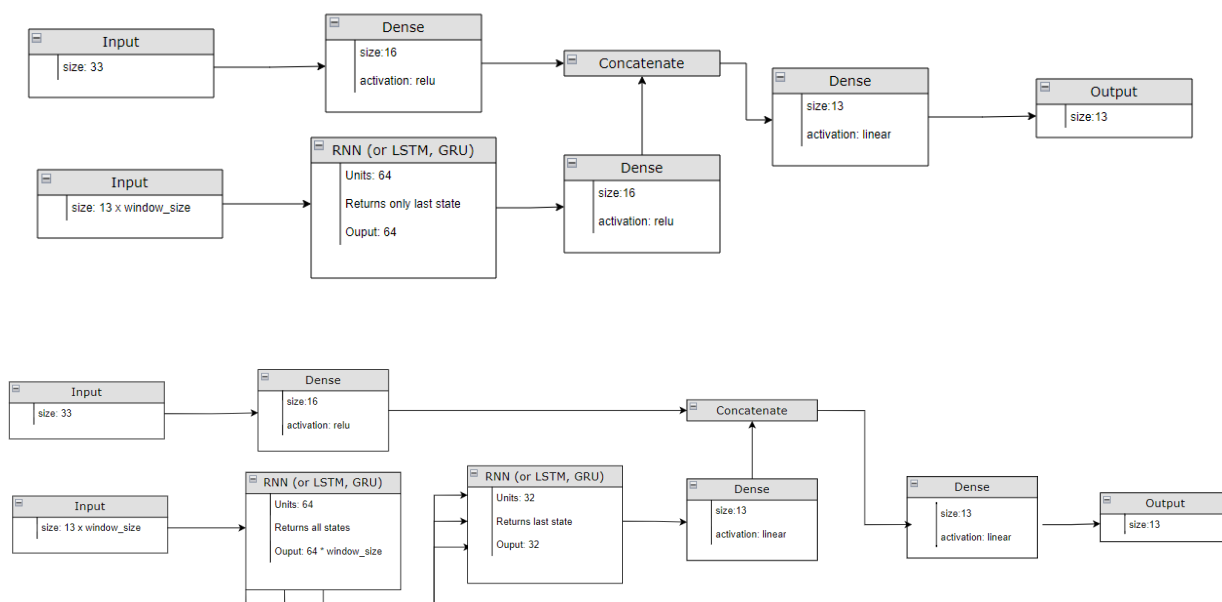 Input
size: 33
Dense
size:16
activation: relu
Concatenate
Dense
size:13
activation: linear
Output
size:13
Input
size: 13 x window_size
RNN (or LSTM, GRU)
Units: 64
Returns only last state
Ouput: 64
Dense
size:16
activation: relu
Input
size: 33
Dense
size:16
activation: relu
Concatenate
Input
size: 13 x window_size
RNN (or LSTM, GRU)
Units: 64
Returns all states
Ouput: 64 * window_size
RNN (or LSTM, GRU)
Units: 32
Returns last state
Ouput: 32
Dense
size:13
activation: linear
Dense
size:13
activation: linear
Output
size:13